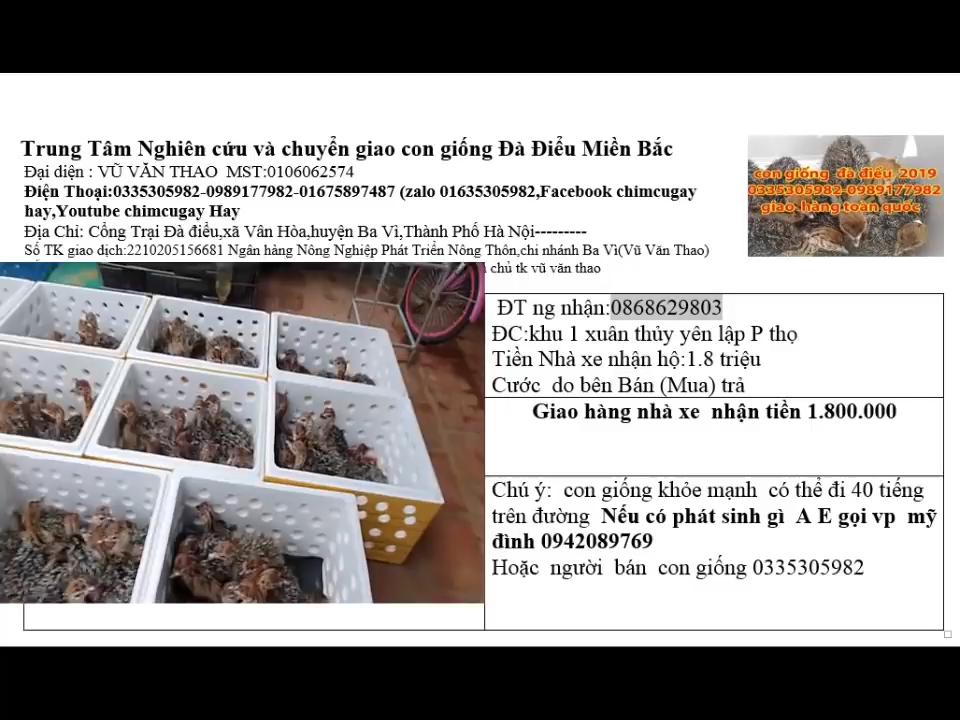 Trung Tâm Nghiên cứu và chuyển giao con giống Đà Điểu Miền Bắc
Đại diện : VŨ VĂN THAO MST:0106062574
Điện Thoại:0335305982-0989177982-01675897487 (zalo 01635305982,Facebook chimcugay
hay,Youtube chimcugay Hay
Địa Chỉ: Cổng Trại Đà điểu,xã Vân Hòa,huyện Ba Vì,Thành Phố Hà Nội---------
Số TK giao dịch:2210205156681 Ngân hàng Nông Nghiệp Phát Triển Nông Thôn,chi nhánh Ba Vì(Vũ Văn Thao)
chủ tk vũ văn thao
con giống đà điểu 2019
0335305982-0989177982
giao hàng toàn quốc
ĐT ng nhận:0868629803
ĐC:khu 1 xuân thủy yên lập P thọ
Tiền Nhà xe nhận hộ:1.8 triệu
Cước do bên Bán (Mua) trả
Giao hàng nhà xe nhận tiền 1.800.000
Chú ý: con giống khỏe mạnh có thể đi 40 tiếng
trên đường Nếu có phát sinh gì A E gọi vp mỹ
đình 0942089769
Hoặc người bán con giống 0335305982